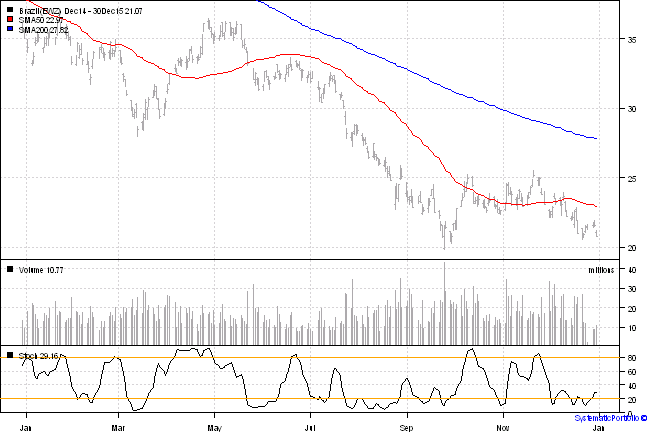 Brazil(EWZ) Dec14 - 30Dec15 21.07
SMA50 22.97
SMA200 27.82
35
30
25
20
Volume 10.77
millions
40
30
20
10
Stoch 29.16
80
60
40
20
0
Jan Mar May Jul Sep Nov Jan
SystematicPortfolio ©